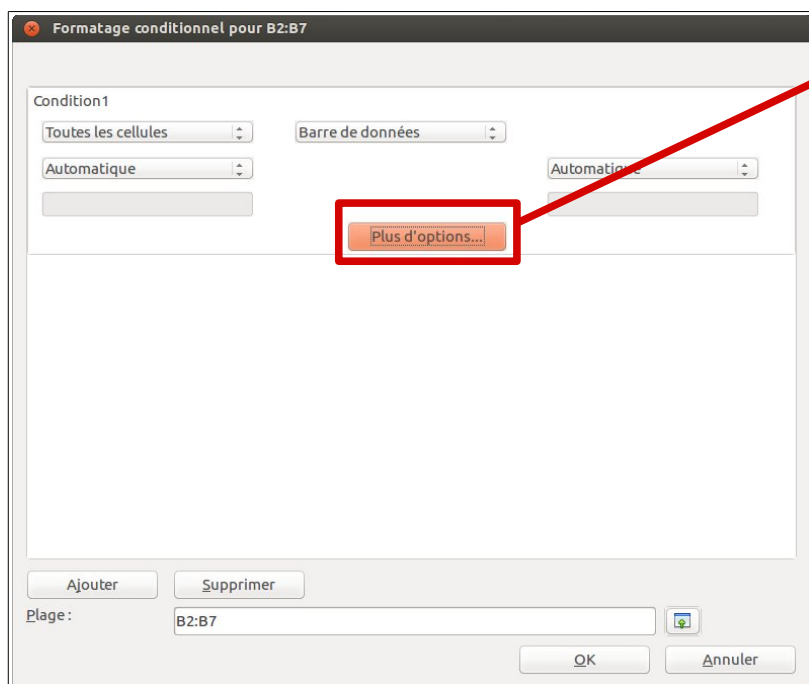 Formatage conditionnel pour B2:B7
Condition1
Toutes les cellules Barre de données
Automatique Automatique
Plus d'options...
Ajouter Supprimer
Plage : B2:B7
OK Annuler